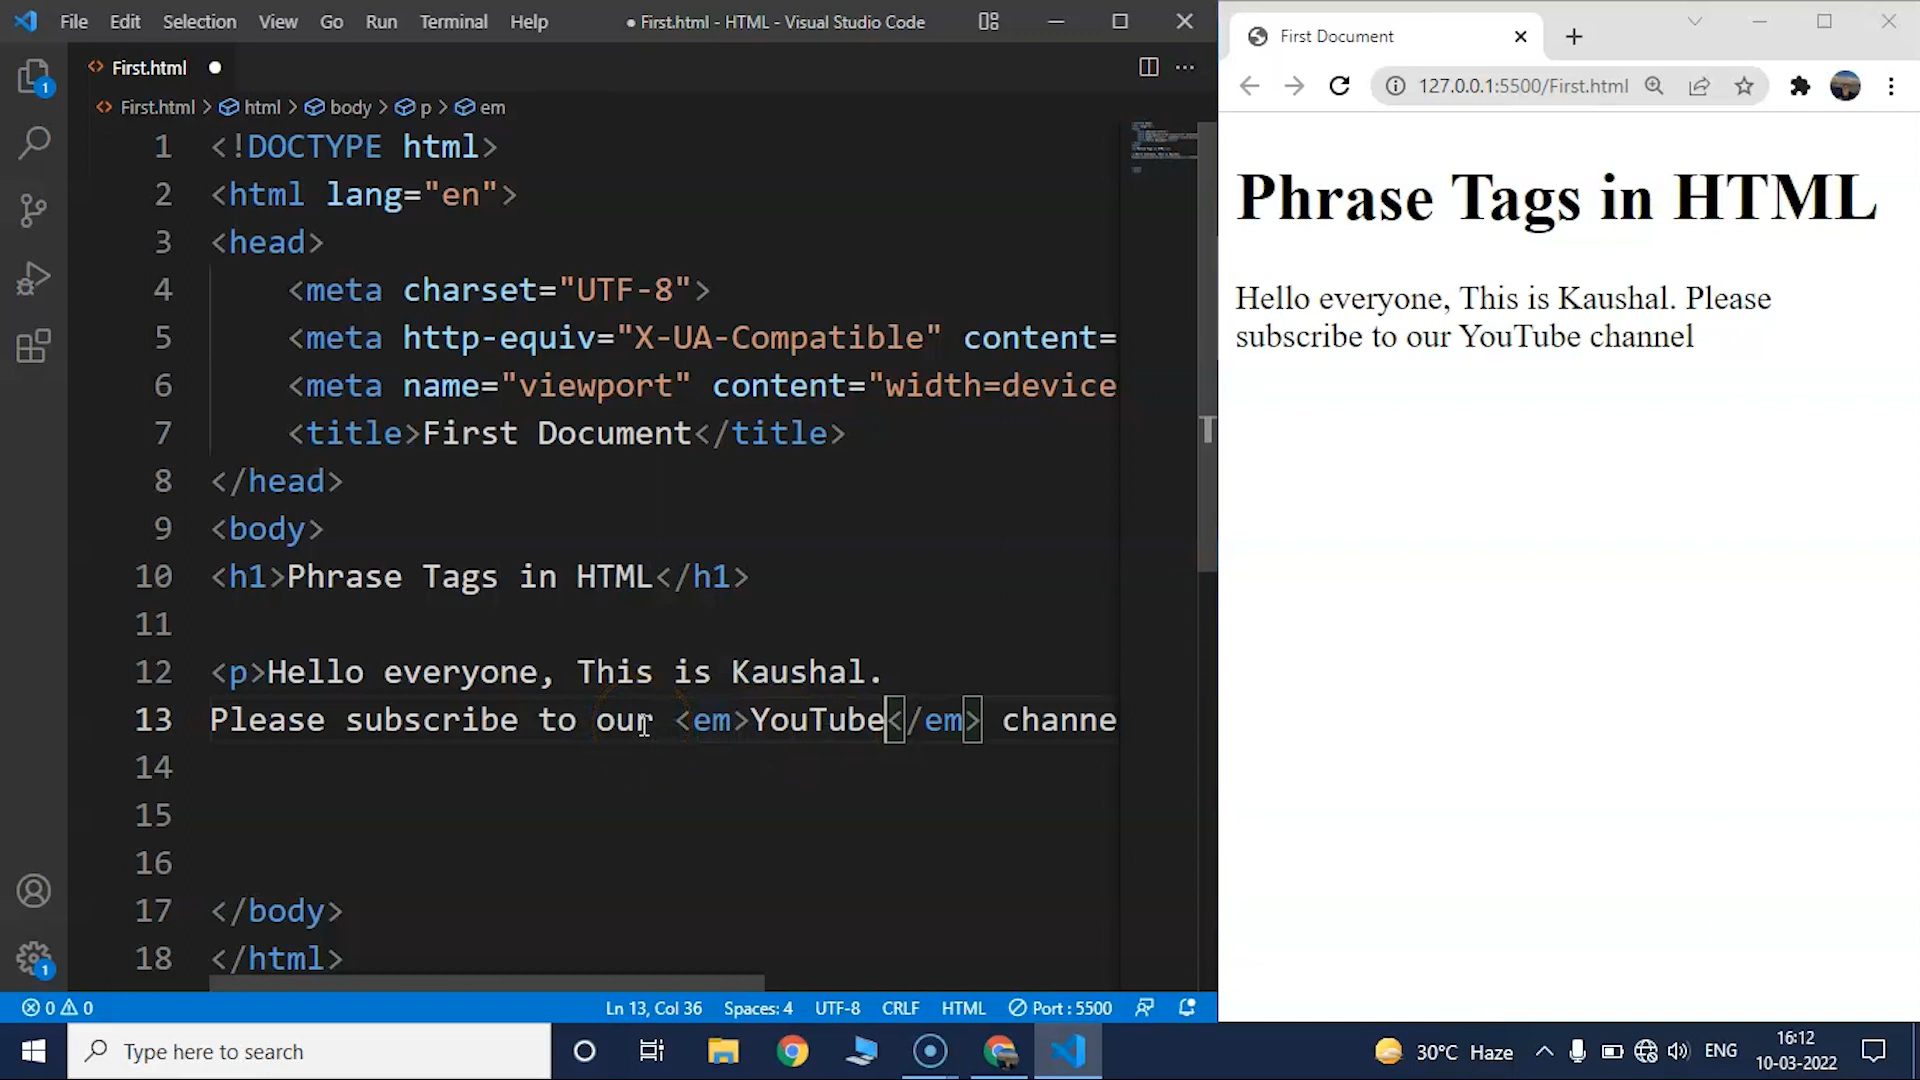 File Edit Selection View Go Run Terminal Help
● First.html - HTML - Visual Studio Code
First.html ●
First.html > html > body > p > em
1 <!DOCTYPE html>
2 <html lang="en">
3 <head>
4 <meta charset="UTF-8">
5 <meta http-equiv="X-UA-Compatible" content=
6 <meta name="viewport" content="width=device
7 <title>First Document</title>
8 </head>
9 <body>
10 <h1>Phrase Tags in HTML</h1>
11
12 <p>Hello everyone, This is Kaushal.
13 Please subscribe to our <em>YouTube</em> channe
14
15
16
17 </body>
18 </html>
1
1
0 0
Ln 13, Col 36 Spaces: 4 UTF-8 CRLF HTML Port : 5500
First Document
127.0.0.1:5500/First.html
Phrase Tags in HTML
Hello everyone, This is Kaushal. Please
subscribe to our YouTube channel
Type here to search
30°C Haze
ENG
16:12
10-03-2022